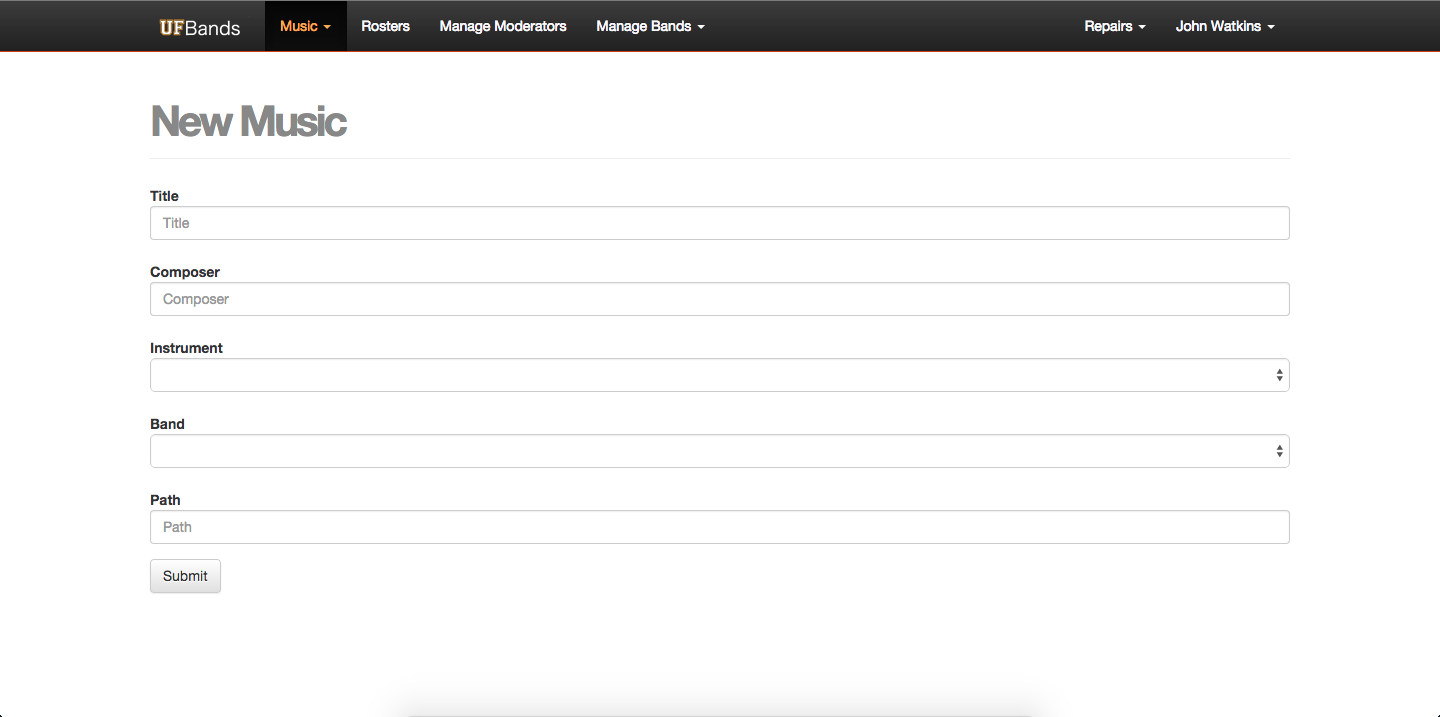 UFBands Music Rosters Manage Moderators Manage Bands Repairs John Watkins
New Music
Title
Title
Composer
Composer
Instrument
Band
Path
Path
Submit